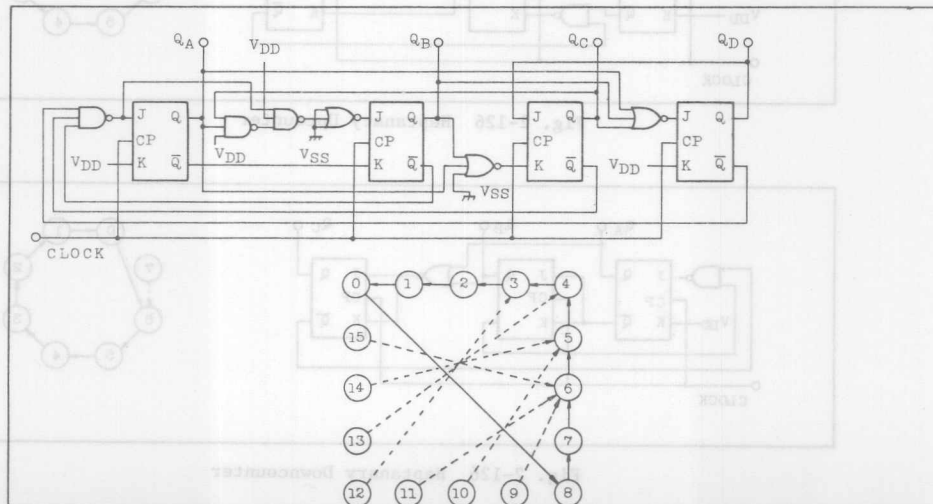 QA QB QC QD
VDD
J Q J Q J Q J Q
CP CP CP CP
VDD K Q̅ VDD VSS K Q̅ VSS K Q̅ VDD K Q̅
CLOCK
0 1 2 3 4
15 5
14 6
13 7
12 11 10 9 8